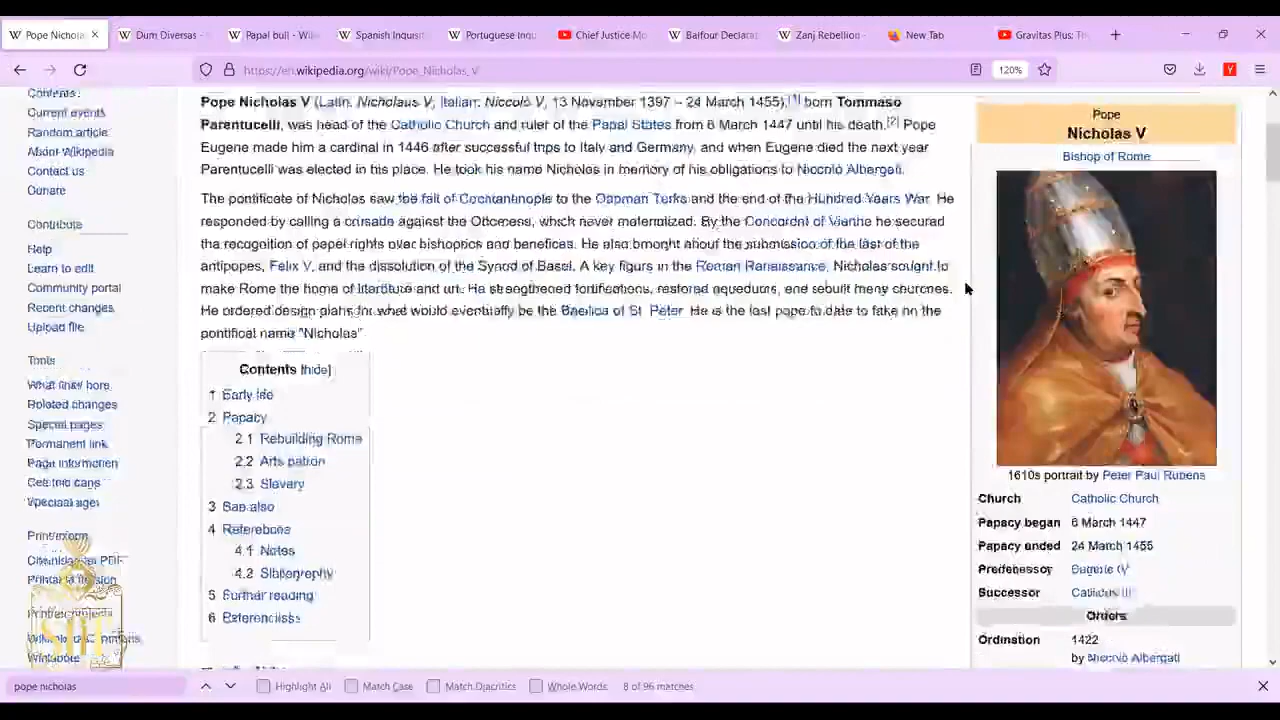 Pope Nichola
Dum Diversas -
Papal bull - Wiki
Spanish Inquisit
Portuguese Inqu
Chief Justice Mo
Balfour Declarat
Zanj Rebellion -
New Tab
Gravitas Plus: Th
https://en.wikipedia.org/wiki/Pope_Nicholas_V
120%
Contents
Current events
Random article
About Wikipedia
Contact us
Donate
Contribute
Help
Learn to edit
Community portal
Recent changes
Upload file
Tools
What links here
Related changes
Special pages
Permanent link
Page information
Pope Nicholas V (Latin: Nicholaus V; Italian: Niccolò V; 13 November 1397 – 24 March 1455),[1] born Tommaso
Parentucelli, was head of the Catholic Church and ruler of the Papal States from 6 March 1447 until his death.[2] Pope
Eugene made him a cardinal in 1446 after successful trips to Italy and Germany, and when Eugene died the next year
Parentucelli was elected in his place. He took his name Nicholas in memory of his obligations to Niccolò Albergati.
The pontificate of Nicholas saw the fall of Constantinople to the Ottoman Turks and the end of the Hundred Years War. He
responded by calling a crusade against the Ottomans, which never materialized. By the Concordat of Vienna he secured
the recognition of papal rights over bishoprics and benefices. He also brought about the submission of the last of the
antipopes, Felix V, and the dissolution of the Synod of Basel. A key figure in the Roman Renaissance, Nicholas sought to
make Rome the home of literature and art. He strengthened fortifications, restored aqueducts, and rebuilt many churches.
He ordered design plans for what would eventually be the Basilica of St. Peter. He is the last pope to date to take on the
pontifical name "Nicholas"
Contents [hide]
1 Early life
2 Papacy
2.1 Rebuilding Rome
2.2 Arts patron
2.3 Slavery
3 See also
4 References
4.1 Notes
4.2 Bibliography
5 Further reading
6 References
Pope
Nicholas V
Bishop of Rome
1610s portrait by Peter Paul Rubens
Church Catholic Church
Papacy began 6 March 1447
Papacy ended 24 March 1455
Predecessor Eugene IV
Successor Callixtus III
Orders
Ordination 1422
by Niccolò Albergati
pope nicholas
Highlight All
Match Case
Match Diacritics
Whole Words
8 of 96 matches